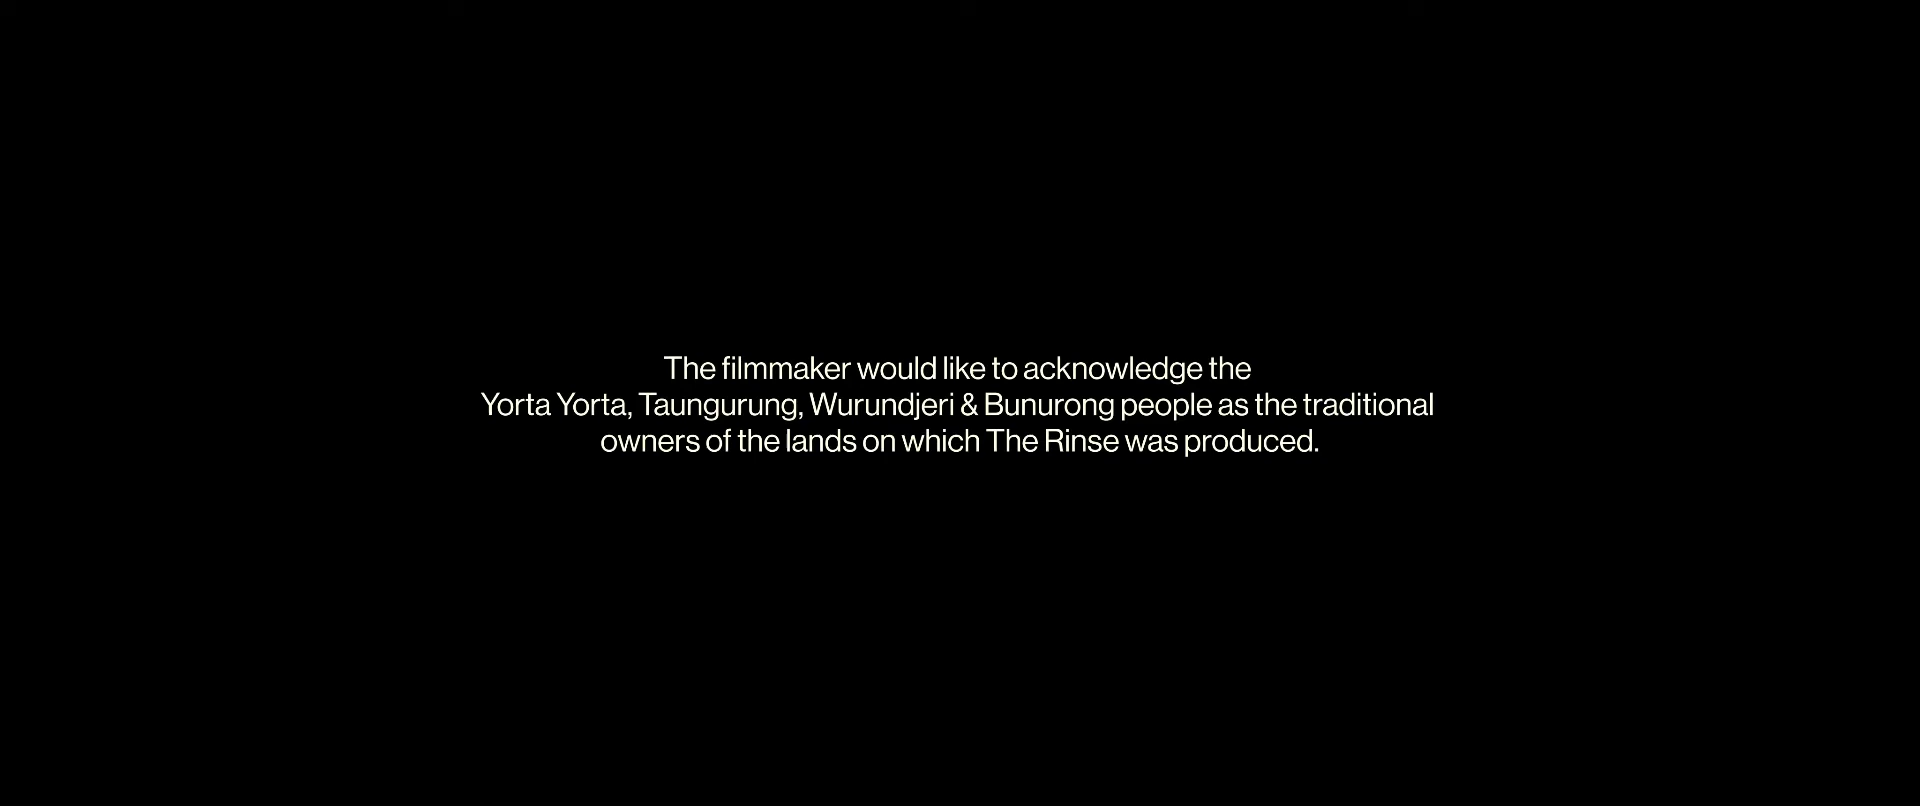 The filmmaker would like to acknowledge the
Yorta Yorta, Taungurung, Wurundjeri & Bunurong people as the traditional
owners of the lands on which The Rinse was produced.